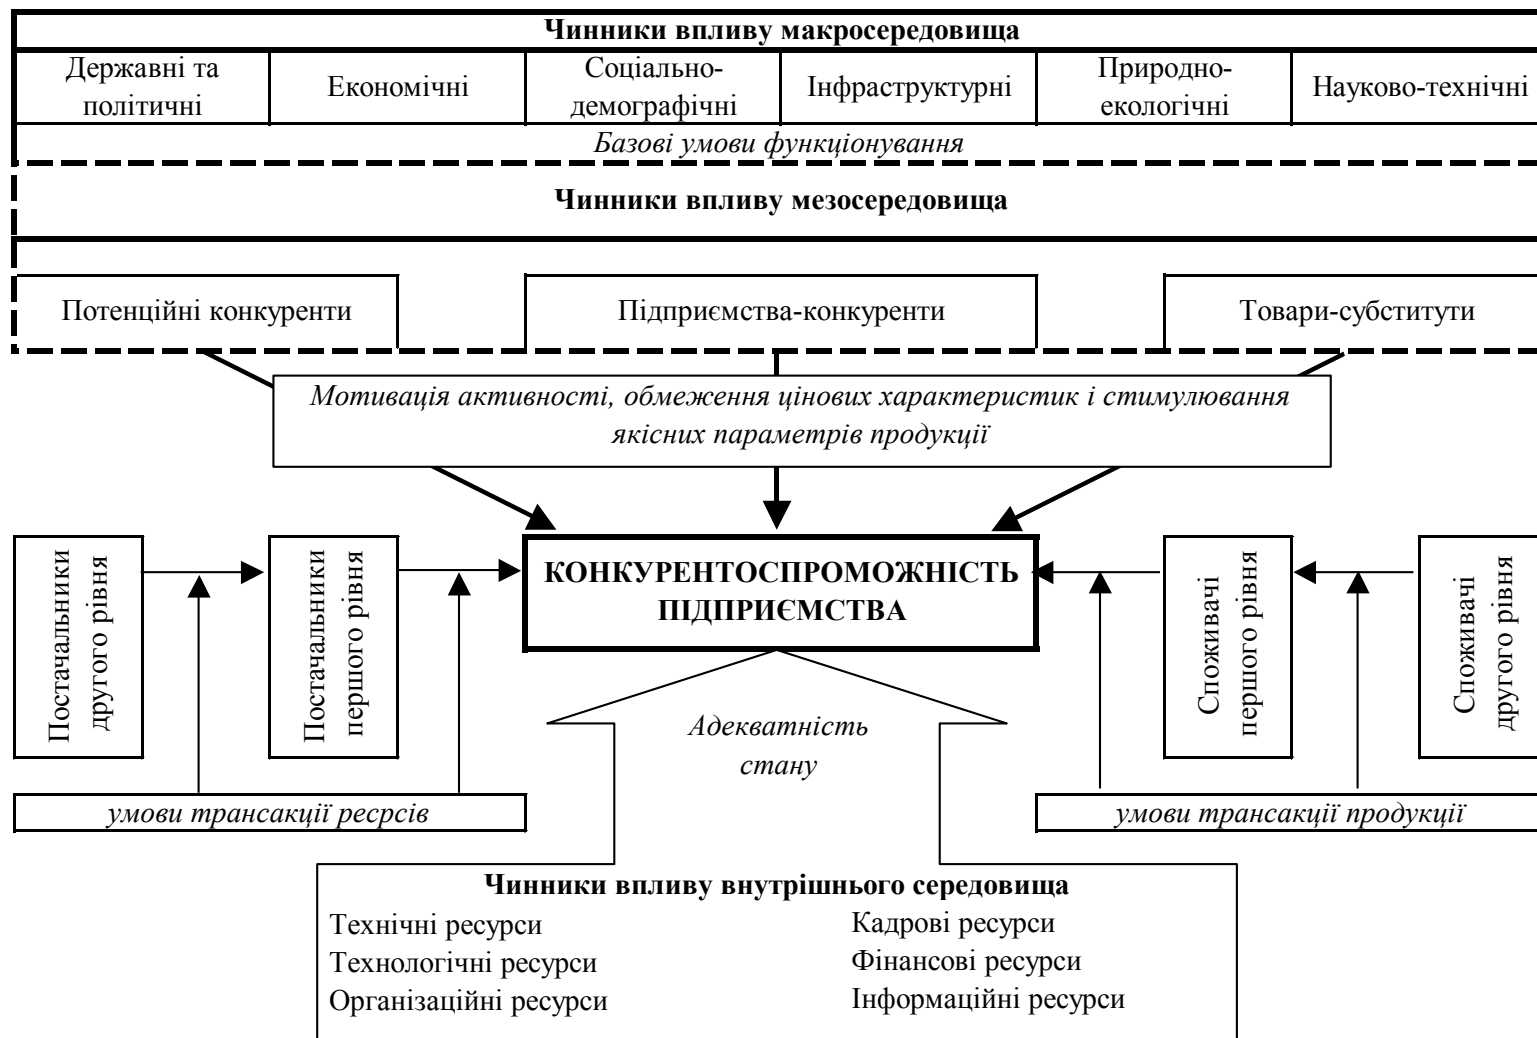 Чинники впливу макросередовища
Державні та
політичні
Економічні
Соціально-
демографічні
Інфраструктурні
Природно-
екологічні
Науково-технічні
Базові умови функціонування
Чинники впливу мезосередовища
Потенційні конкуренти
Підприємства-конкуренти
Товари-субститути
Мотивація активності, обмеження цінових характеристик і стимулювання
якісних параметрів продукції
Постачальники
другого рівня
Постачальники
першого рівня
КОНКУРЕНТОСПРОМОЖНІСТЬ
ПІДПРИЄМСТВА
Споживачі
першого рівня
Споживачі
другого рівня
Адекватність
стану
умови трансакції ресрсів
умови трансакції продукції
Чинники впливу внутрішнього середовища
Технічні ресурси
Технологічні ресурси
Організаційні ресурси
Кадрові ресурси
Фінансові ресурси
Інформаційні ресурси